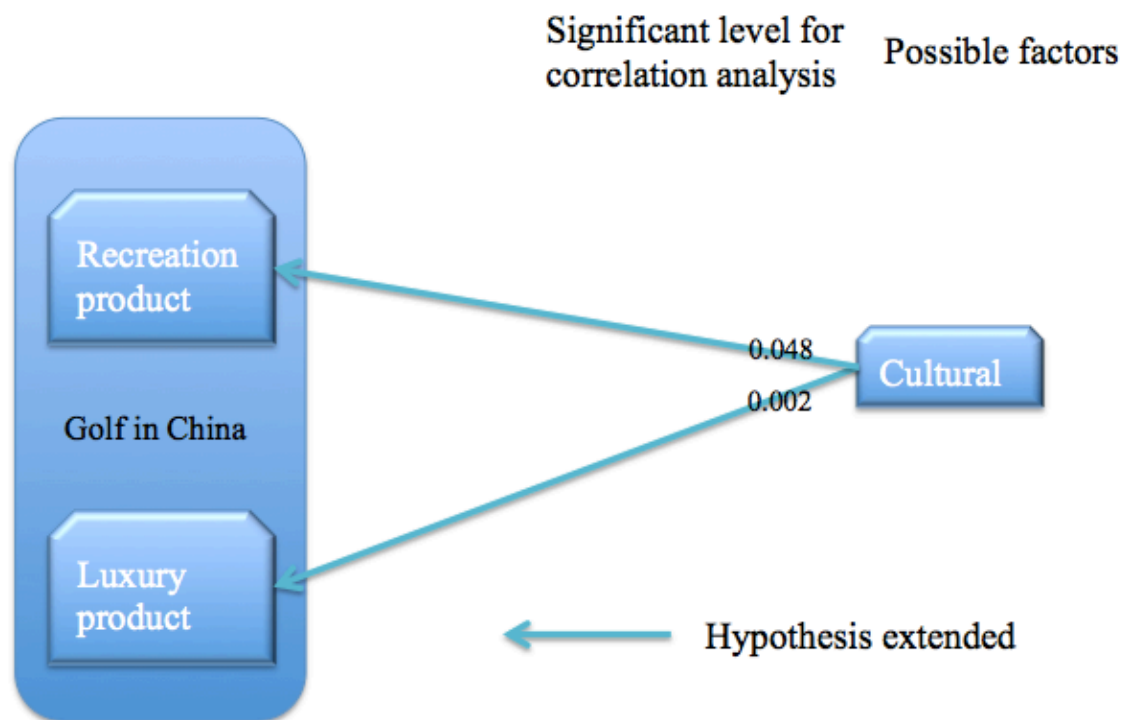 Significant level for
correlation analysis
Possible factors
Recreation
product
0.048
Cultural
0.002
Golf in China
Luxury
product
Hypothesis extended